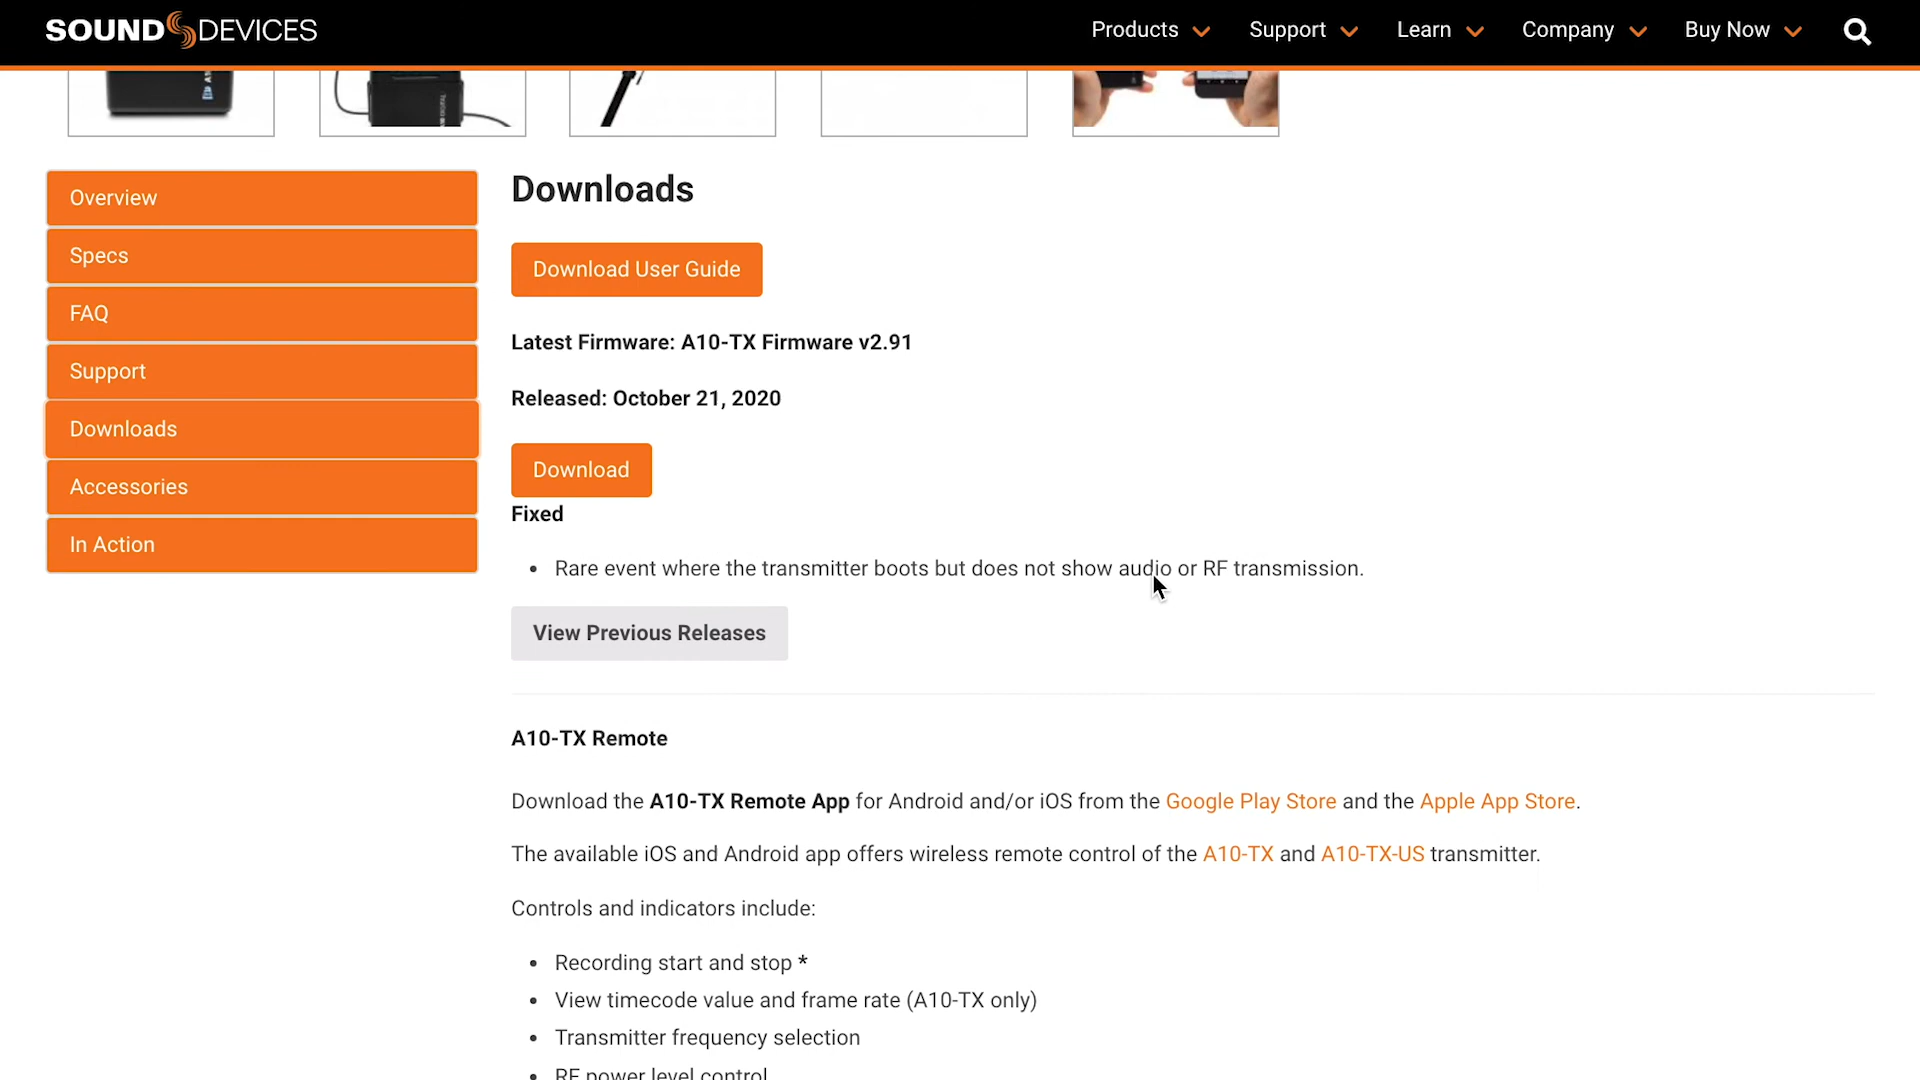 SOUND DEVICES
Products
Support
Learn
Company
Buy Now
Overview
Specs
FAQ
Support
Downloads
Accessories
In Action
Downloads
Download User Guide
Latest Firmware: A10-TX Firmware v2.91
Released: October 21, 2020
Download
Fixed
• Rare event where the transmitter boots but does not show audio or RF transmission.
View Previous Releases
A10-TX Remote
Download the A10-TX Remote App for Android and/or iOS from the Google Play Store and the Apple App Store.
The available iOS and Android app offers wireless remote control of the A10-TX and A10-TX-US transmitter.
Controls and indicators include:
• Recording start and stop *
• View timecode value and frame rate (A10-TX only)
• Transmitter frequency selection
• RF power level control